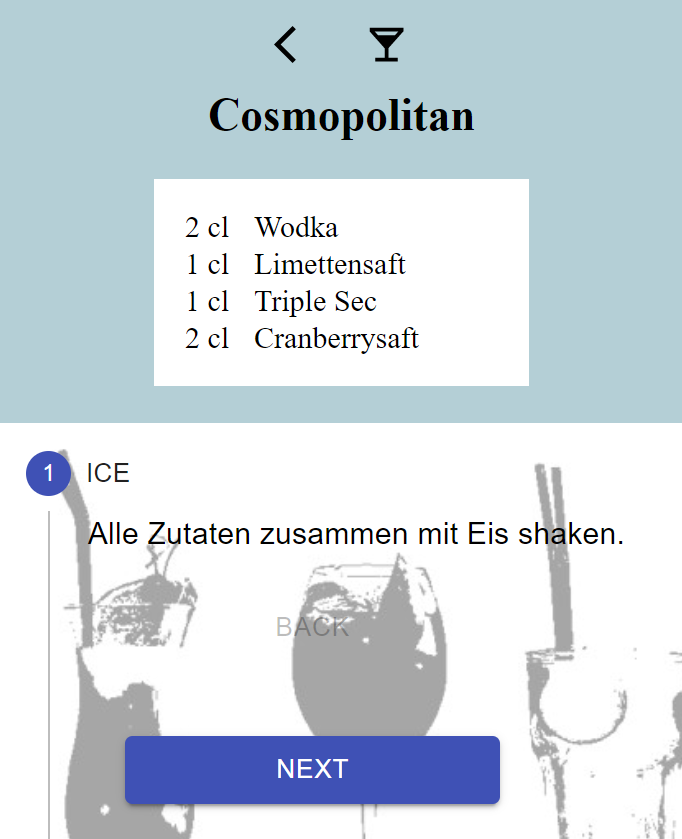 Cosmopolitan
2 cl Wodka
1 cl Limettensaft
1 cl Triple Sec
2 cl Cranberrysaft
1 ICE
Alle Zutaten zusammen mit Eis shaken.
BACK
NEXT